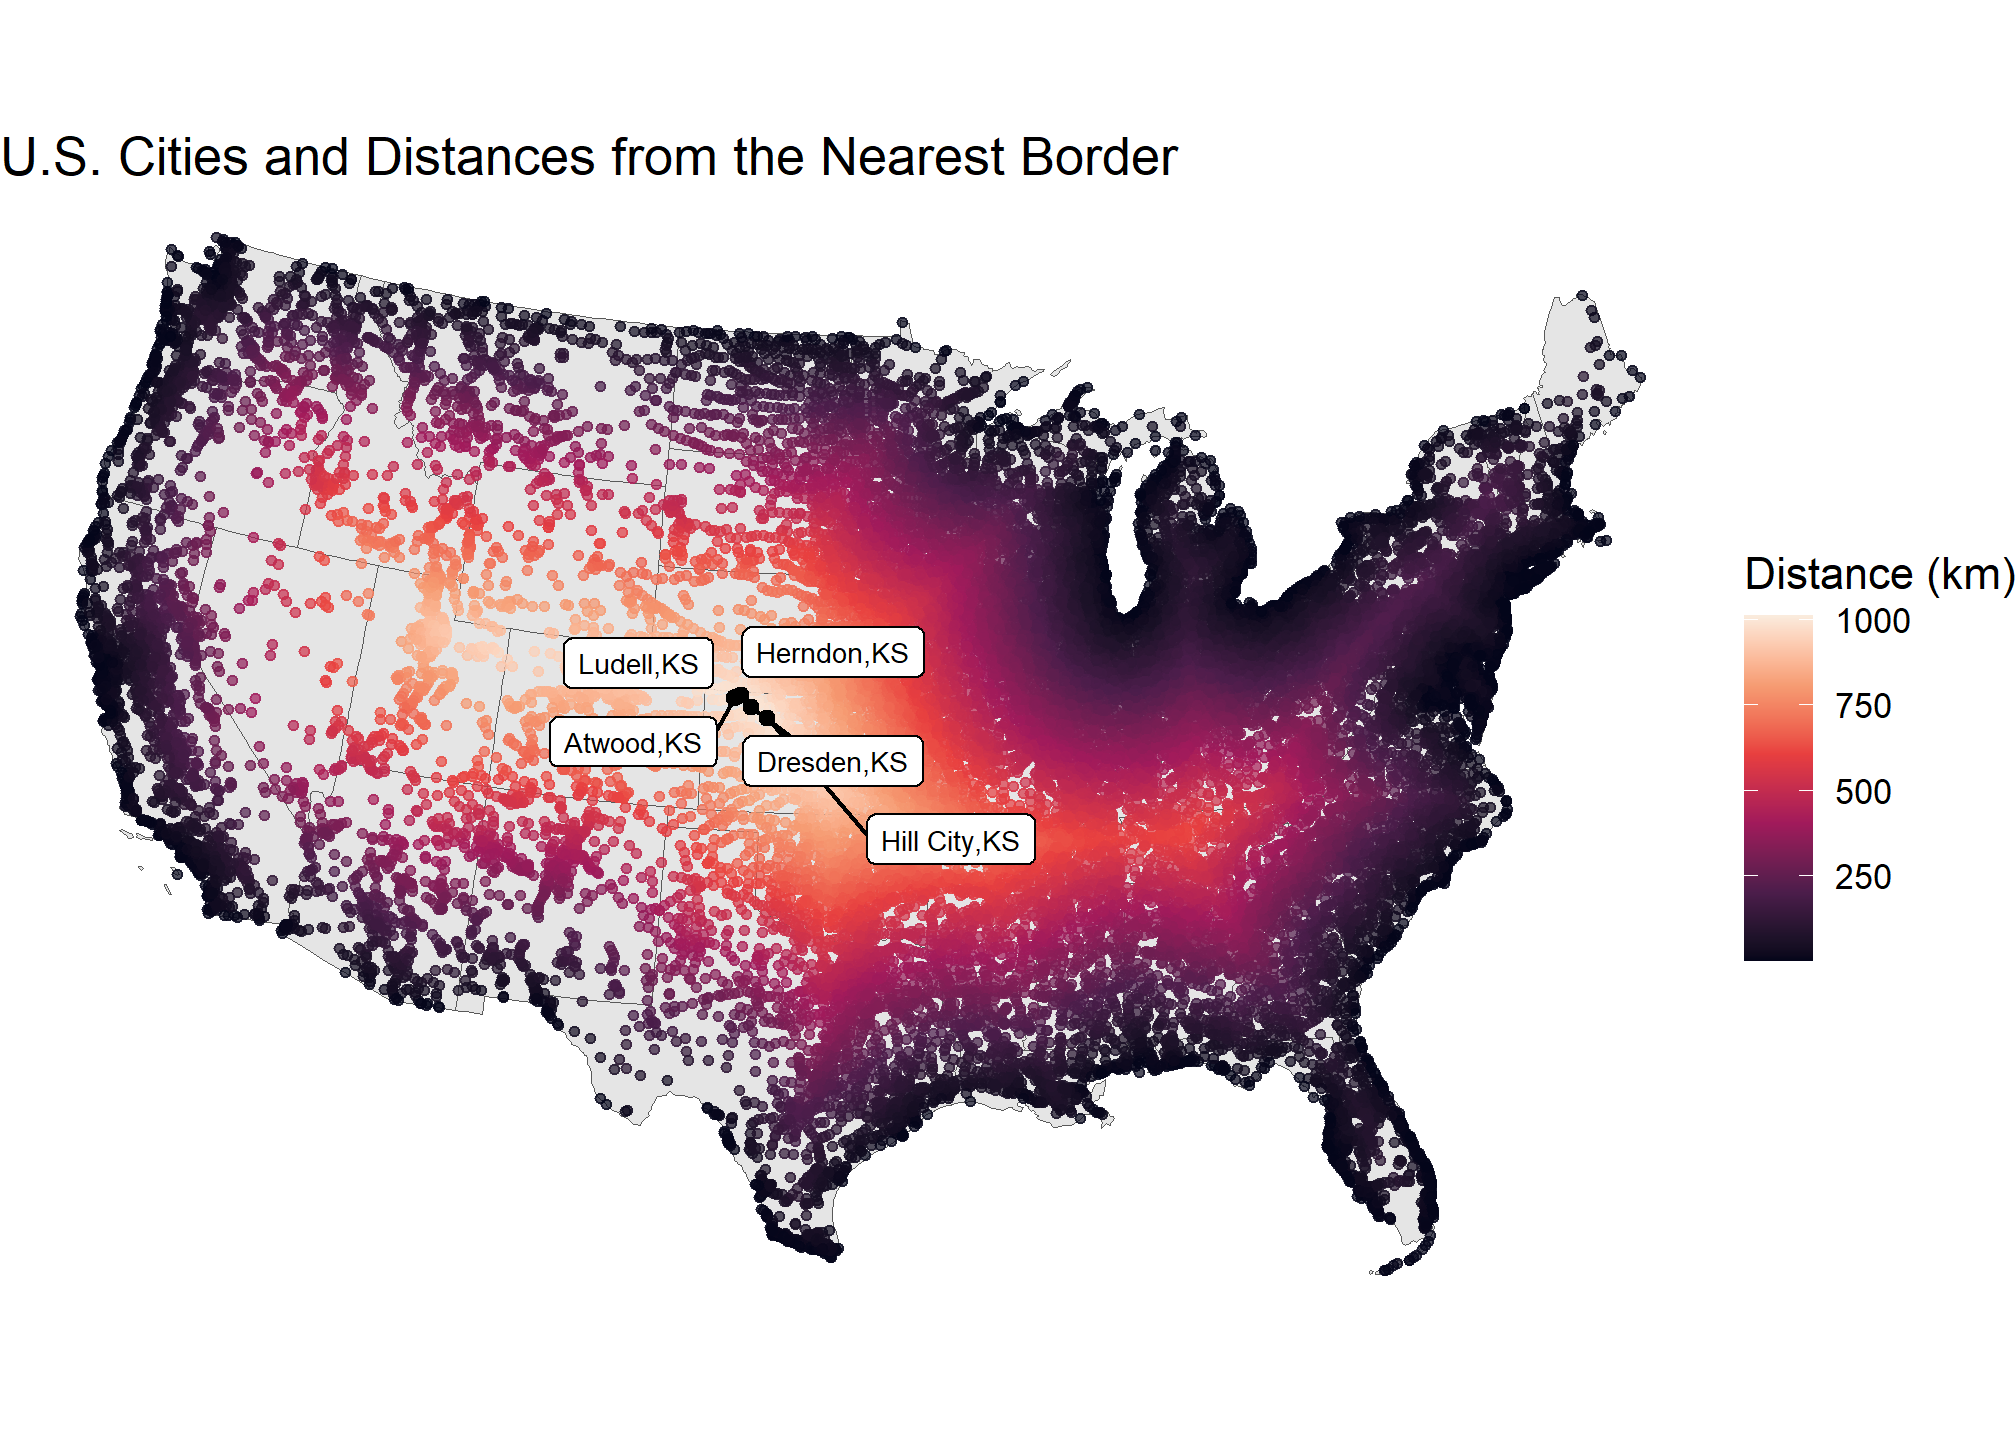 U.S. Cities and Distances from the Nearest Border
Ludell,KS
Herndon,KS
Atwood,KS
Dresden,KS
Hill City,KS
Distance (km)
1000
750
500
250